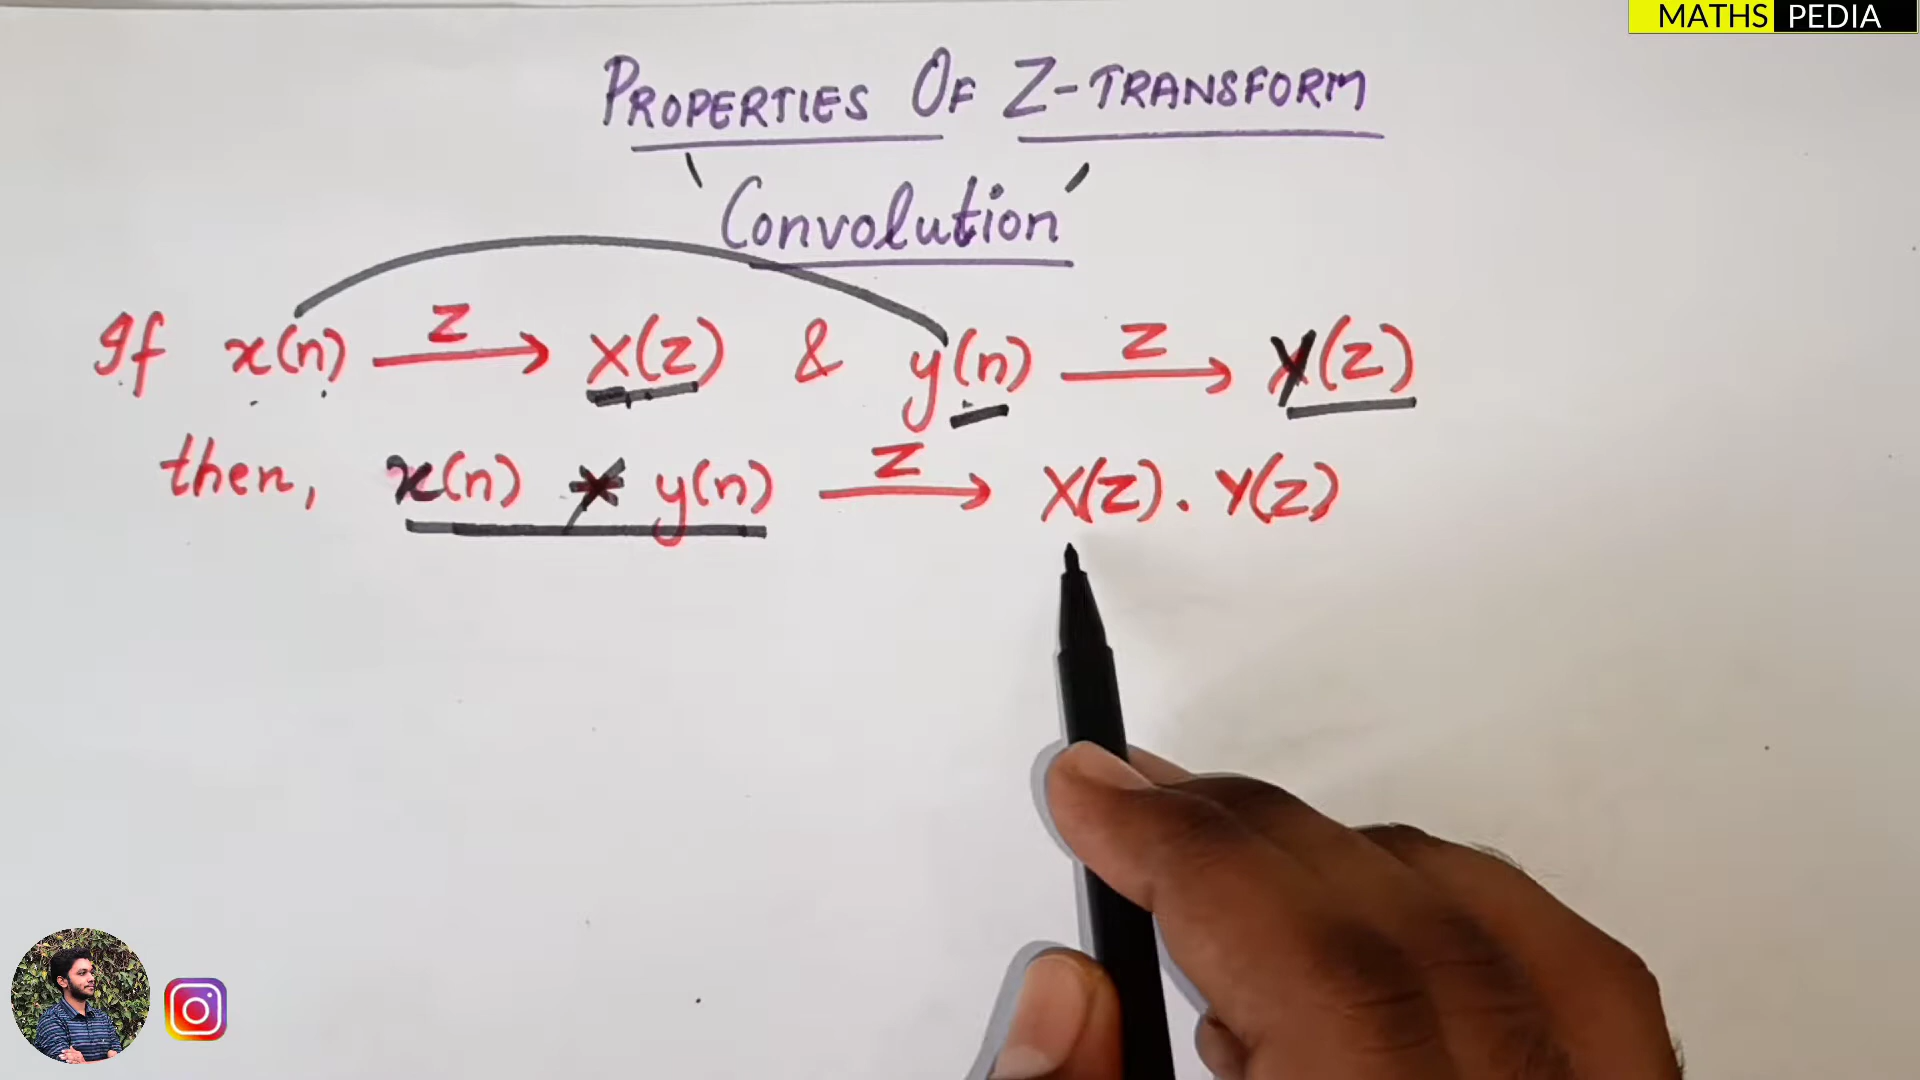 MATHS PEDIA
PROPERTIES OF Z-TRANSFORM
'Convolution'
If x(n) Z→ X(z) & y(n) Z→ Y(z)
then, x(n) * y(n) Z→ X(z) . Y(z)